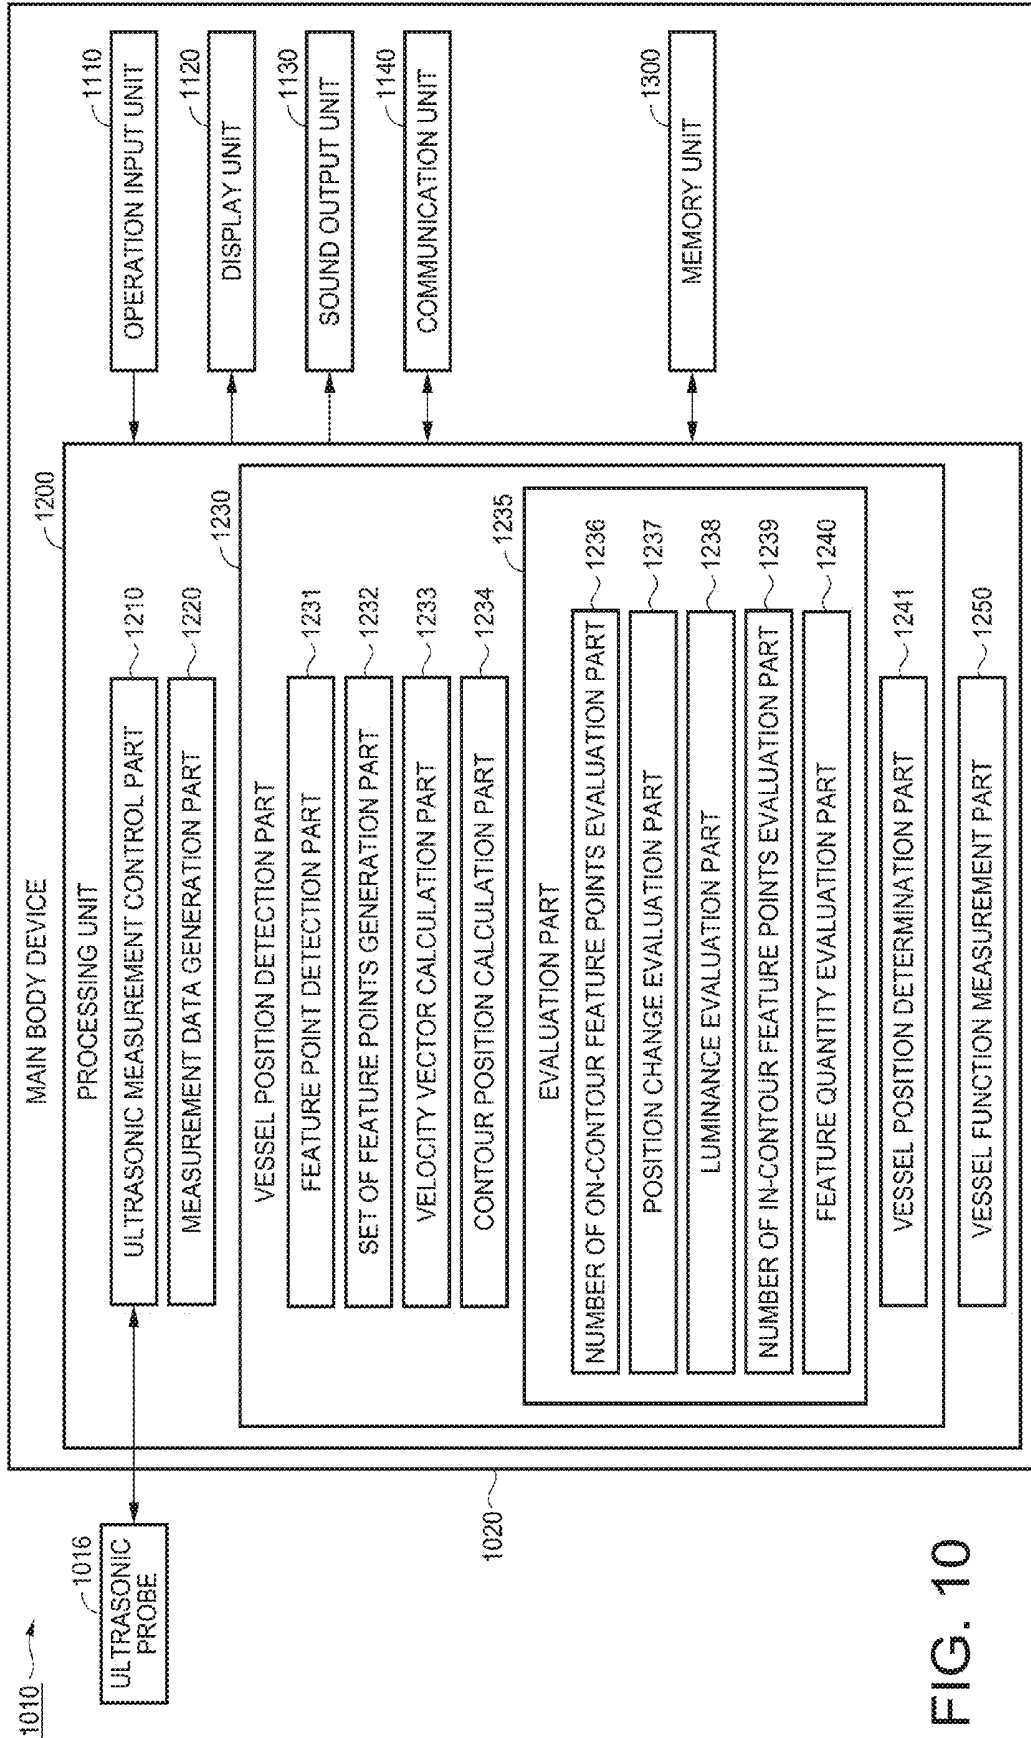 1010
1016
ULTRASONIC
PROBE
1020
MAIN BODY DEVICE
1200
PROCESSING UNIT
ULTRASONIC MEASUREMENT CONTROL PART
1210
MEASUREMENT DATA GENERATION PART
1220
1230
VESSEL POSITION DETECTION PART
FEATURE POINT DETECTION PART
1231
SET OF FEATURE POINTS GENERATION PART
1232
VELOCITY VECTOR CALCULATION PART
1233
CONTOUR POSITION CALCULATION PART
1234
1235
EVALUATION PART
NUMBER OF ON-CONTOUR FEATURE POINTS EVALUATION PART
1236
POSITION CHANGE EVALUATION PART
1237
LUMINANCE EVALUATION PART
1238
NUMBER OF IN-CONTOUR FEATURE POINTS EVALUATION PART
1239
FEATURE QUANTITY EVALUATION PART
1240
VESSEL POSITION DETERMINATION PART
1241
VESSEL FUNCTION MEASUREMENT PART
1250
1110
OPERATION INPUT UNIT
1120
DISPLAY UNIT
1130
SOUND OUTPUT UNIT
1140
COMMUNICATION UNIT
1300
MEMORY UNIT
FIG. 10